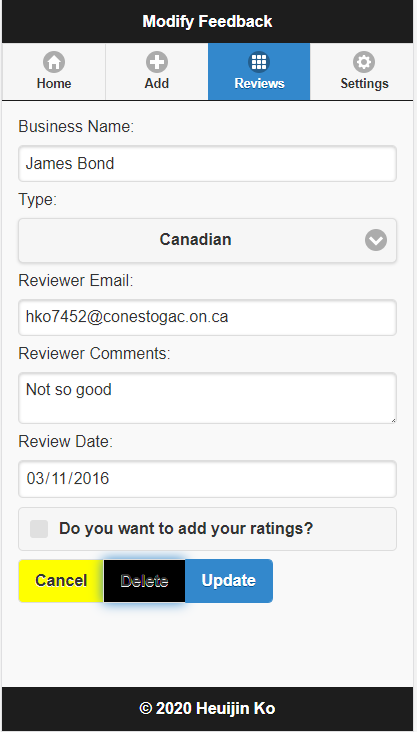 Modify Feedback
Home Add Reviews Settings
Business Name:
James Bond
Type:
Canadian
Reviewer Email:
hko7452@conestogac.on.ca
Reviewer Comments:
Not so good
Review Date:
03/11/2016
Do you want to add your ratings?
Cancel Delete Update
© 2020 Heuijin Ko